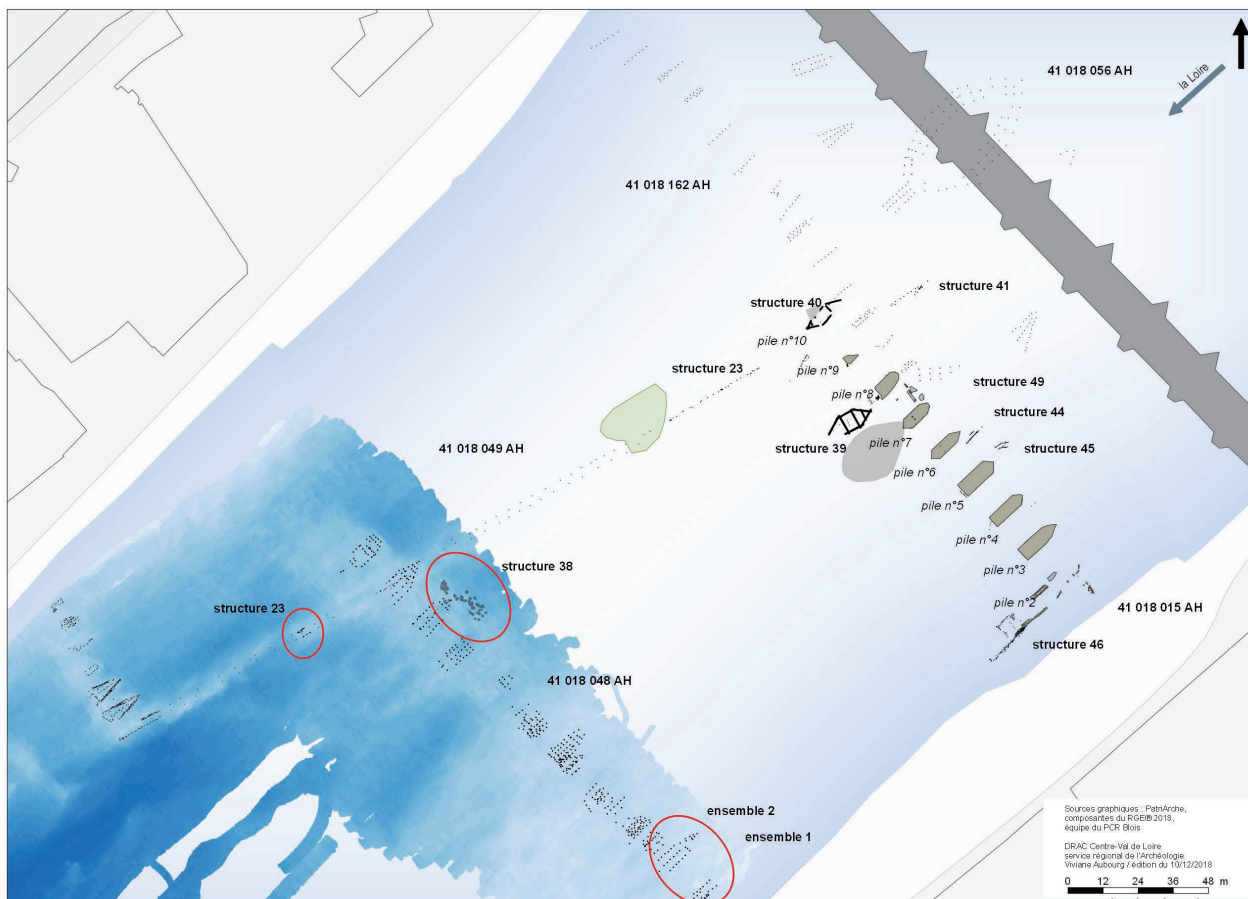 41 018 056 AH
la Loire
41 018 162 AH
structure 41
structure 40
pile n°10
pile n°9
structure 23
pile n°8
structure 49
structure 44
pile n°7
structure 39
structure 45
pile n°6
41 018 049 AH
pile n°5
pile n°4
structure 38
pile n°3
pile n°2
structure 23
41 018 015 AH
structure 46
41 018 048 AH
ensemble 2
ensemble 1
Sources graphiques : PatriArche,
composantes du RGE® 2018,
équipe du PCR Blois
DRAC Centre-Val de Loire
service régional de l'Archéologie
Viviane Aubourg / édition du 10/12/2018
0 12 24 36 48 m